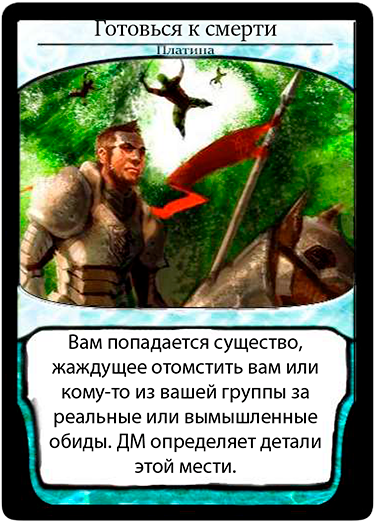 Готовься к смерти
Платина
Вам попадается существо,
жаждущее отомстить вам или
кому-то из вашей группы за
реальные или вымышленные
обиды. ДМ определяет детали
этой мести.